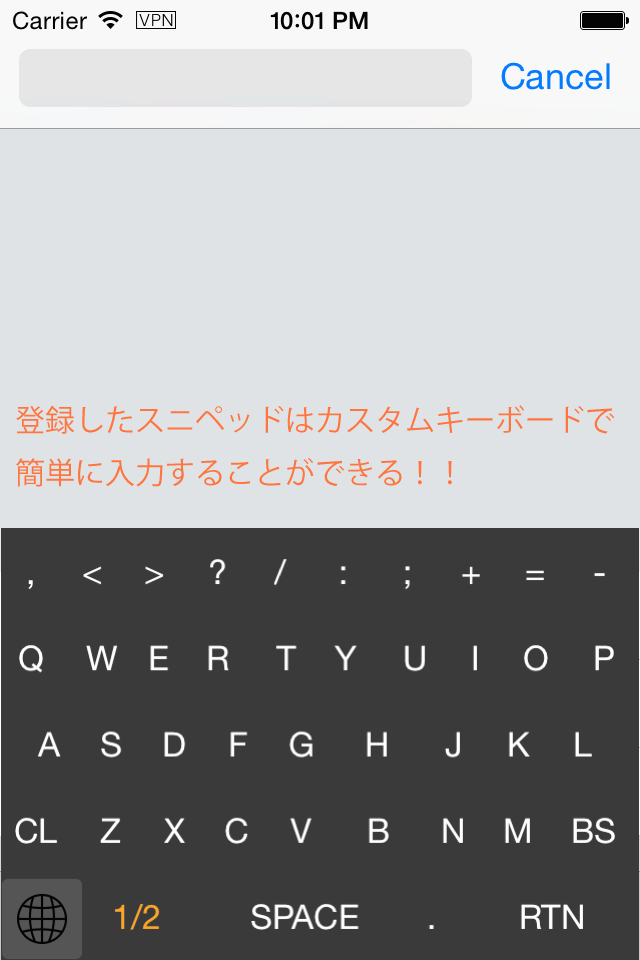 Carrier VPN 10:01 PM
Cancel
登録したスニペッドはカスタムキーボードで
簡単に入力することができる！！
, < > ? / : ; + = -
Q W E R T Y U I O P
A S D F G H J K L
CL Z X C V B N M BS
1/2 SPACE . RTN